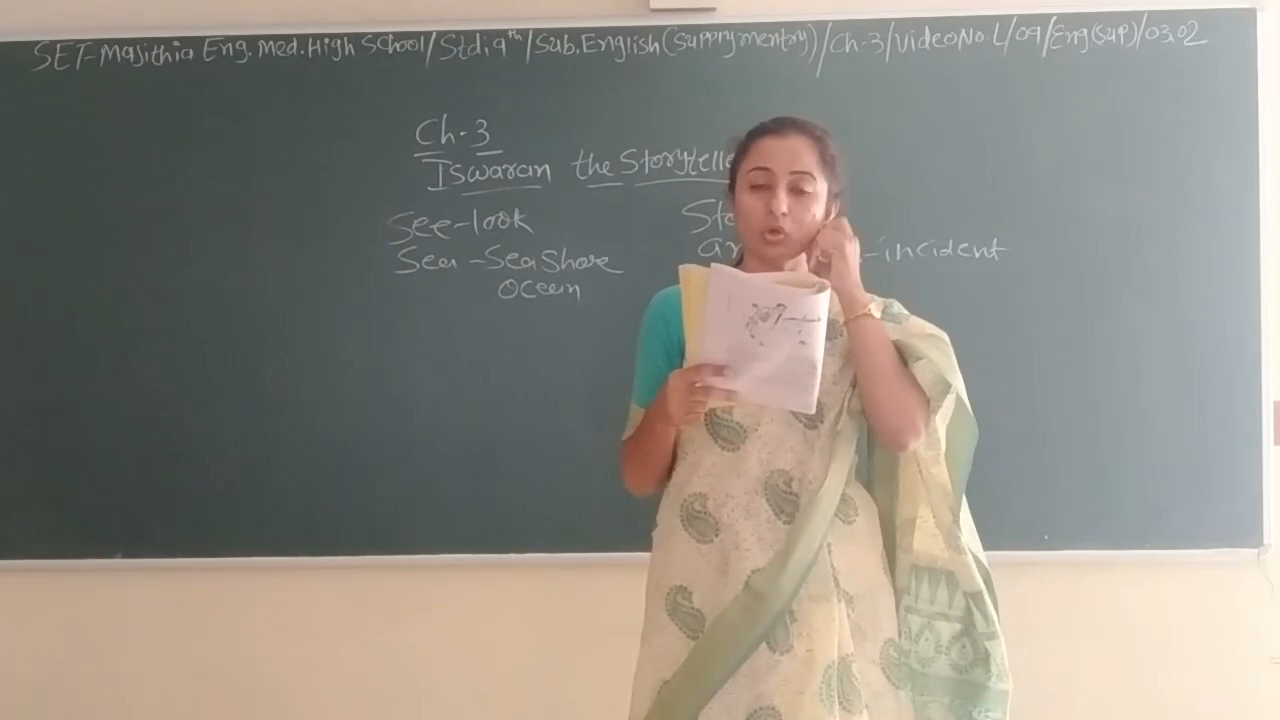 SET-Majithia Eng. Med. High School/Std:9th/Sub. English (Supplymentry)/Ch-3/Video No. 1/09/Eng(sup)/03.02
Ch-3
Iswaran the Storytelle
See-look
Sea -Seashore
Ocean
-incident